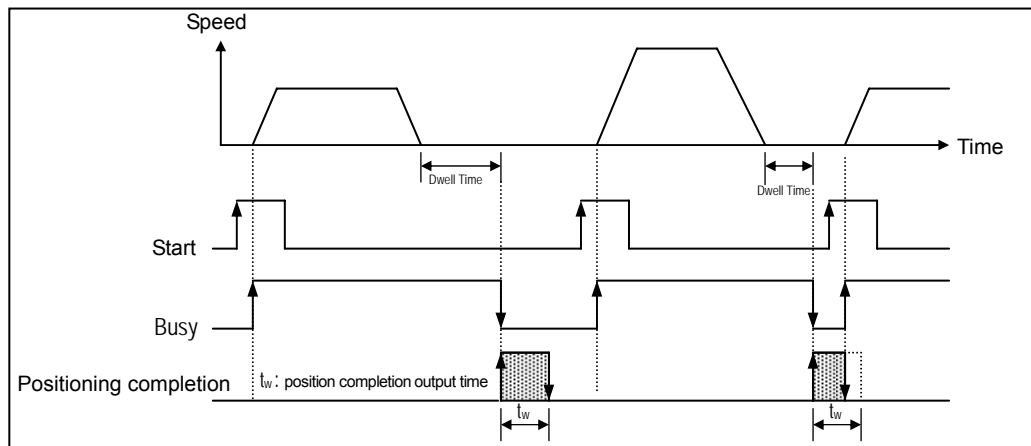 Speed
Time
Dwell Time
Dwell Time
Start
Busy
Positioning completion
tw: position completion output time
tw
tw